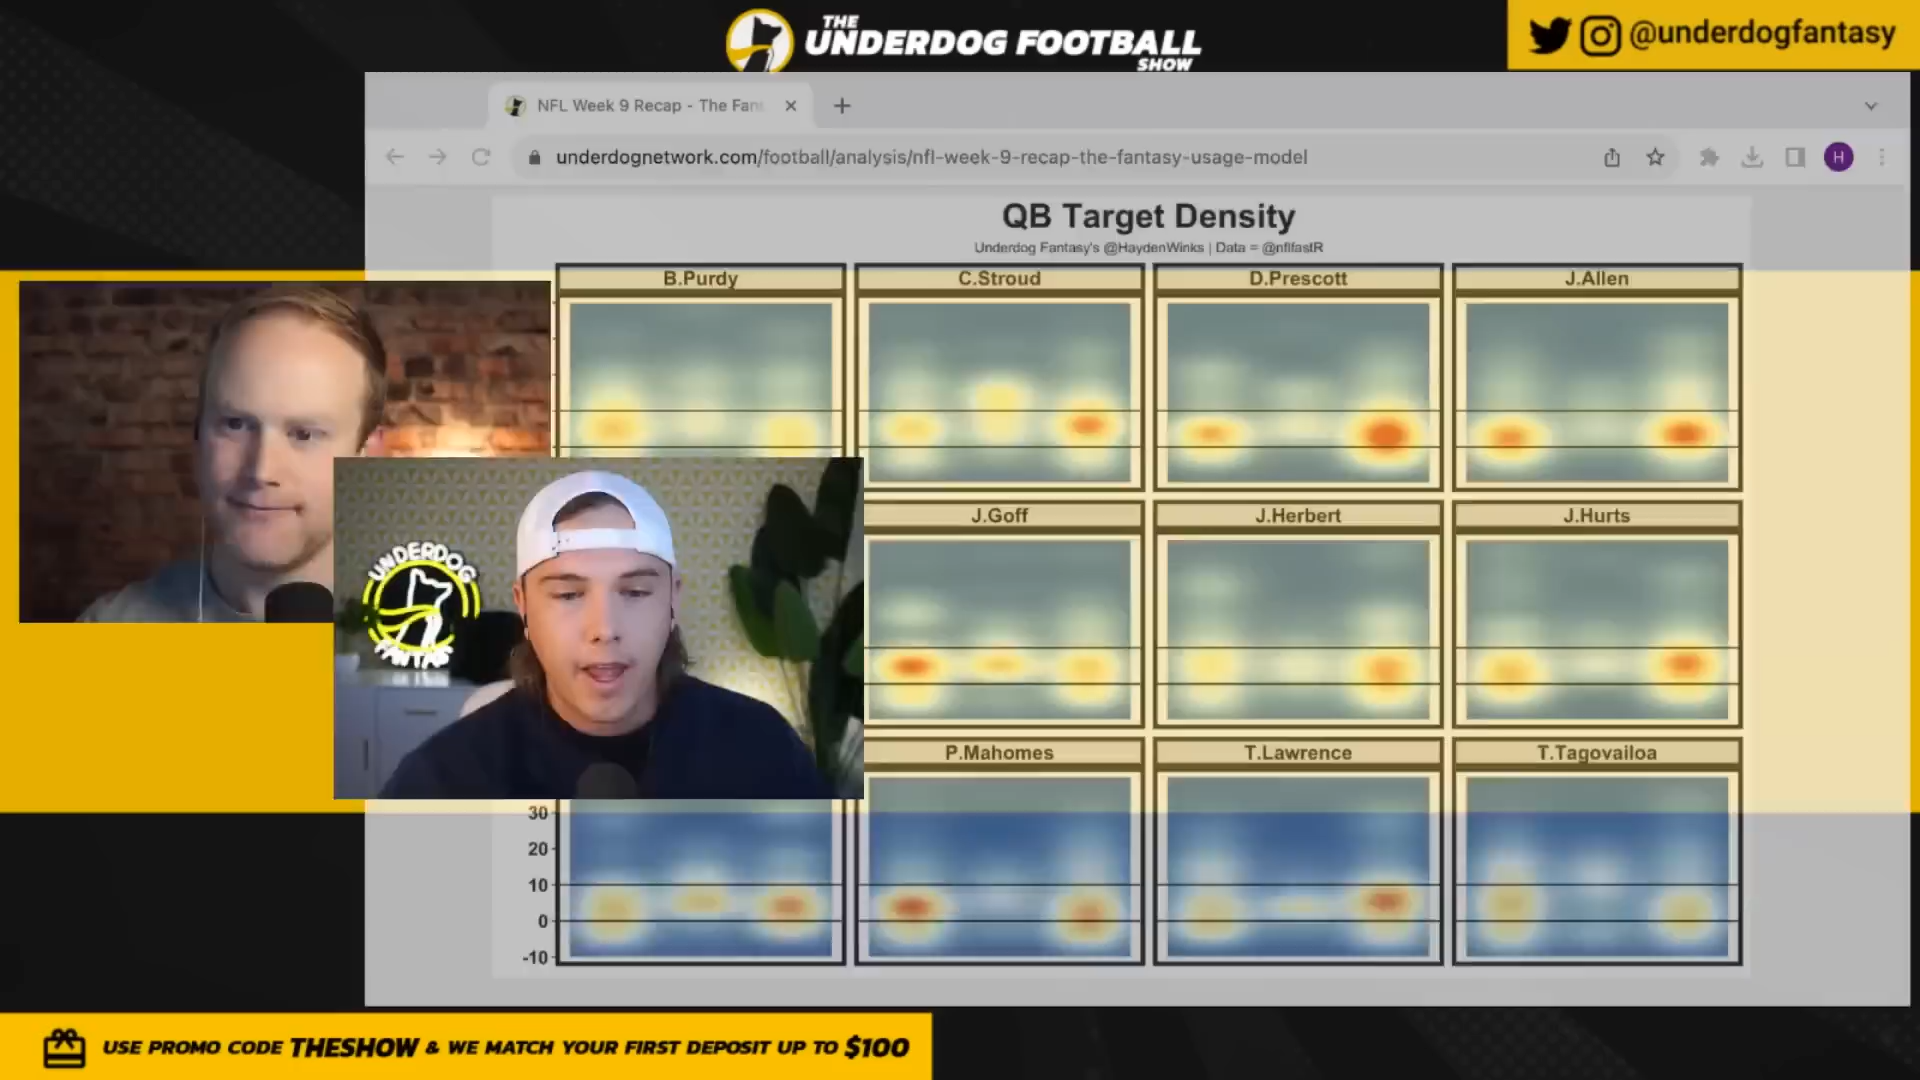 THE
UNDERDOG FOOTBALL
SHOW
@underdogfantasy
NFL Week 9 Recap - The Fan
underdognetwork.com/football/analysis/nfl-week-9-recap-the-fantasy-usage-model
H
QB Target Density
Underdog Fantasy's @HaydenWinks | Data = @nflfastR
B.Purdy
C.Stroud
D.Prescott
J.Allen
J.Goff
J.Herbert
J.Hurts
UNDERDOG
FANTASY
P.Mahomes
T.Lawrence
T.Tagovailoa
30
20
10
0
-10
USE PROMO CODE THESHOW & WE MATCH YOUR FIRST DEPOSIT UP TO $100